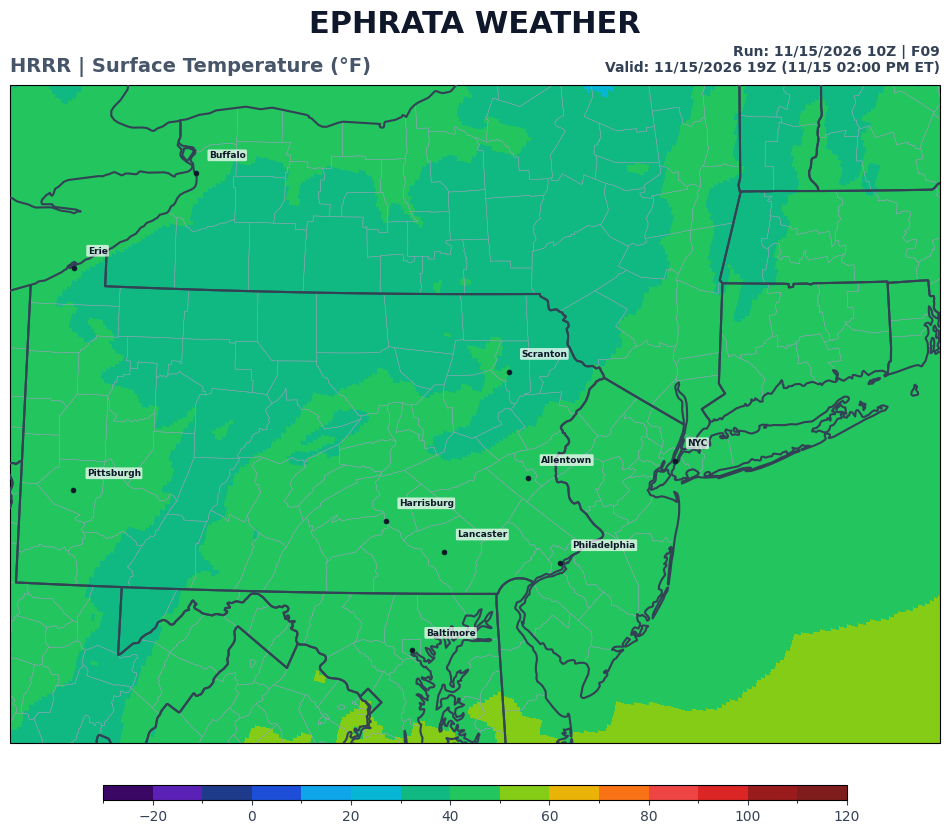 EPHRATA WEATHER
HRRR | Surface Temperature (°F)
Run: 11/15/2026 10Z | F09
Valid: 11/15/2026 19Z (11/15 02:00 PM ET)
Buffalo
Erie
Scranton
NYC
Allentown
Pittsburgh
Harrisburg
Lancaster
Philadelphia
Baltimore
−20 0 20 40 60 80 100 120